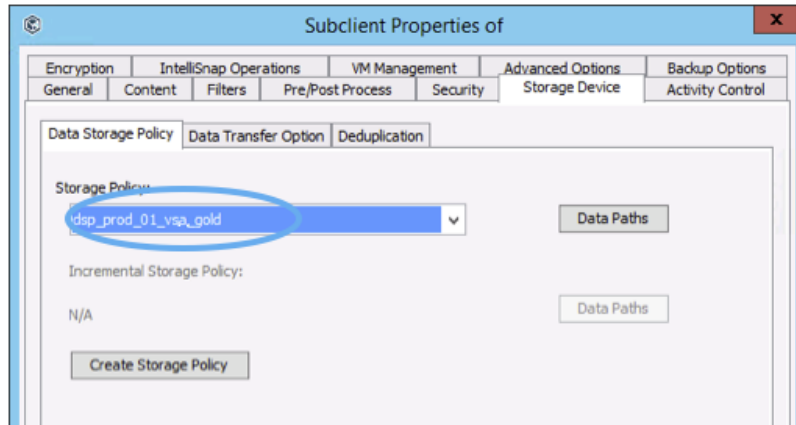 Subclient Properties of
x
Encryption IntelliSnap Operations VM Management Advanced Options Backup Options
General Content Filters Pre/Post Process Security Storage Device Activity Control
Data Storage Policy Data Transfer Option Deduplication
Storage Policy:
dsp_prod_01_vsa_gold Data Paths
Incremental Storage Policy:
N/A Data Paths
Create Storage Policy